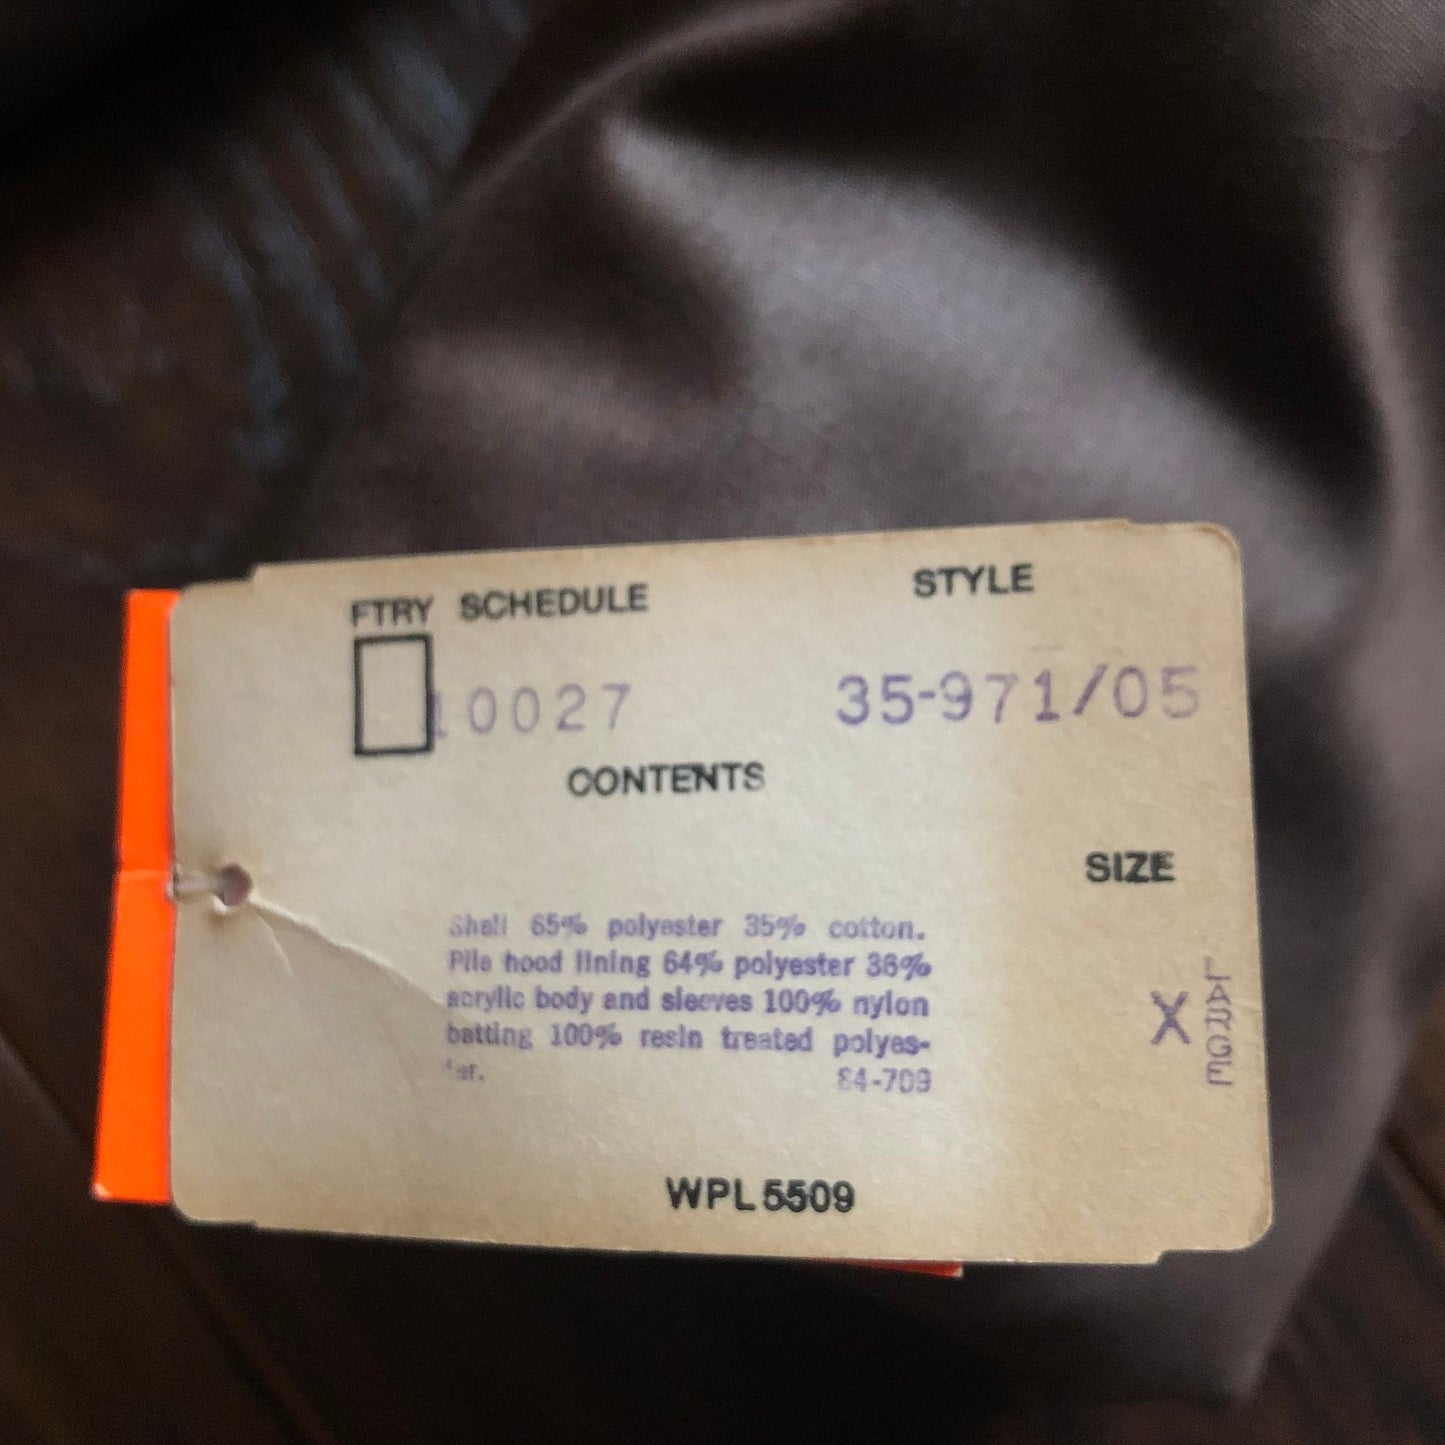 FTRY SCHEDULE STYLE
10027 35-971/05
CONTENTS
SIZE
Shell 65% polyester 35% cotton.
Pile hood lining 64% polyester 36%
acrylic body and sleeves 100% nylon
batting 100% resin treated polyes-
ter. 84-709
X LARGE
WPL 5509